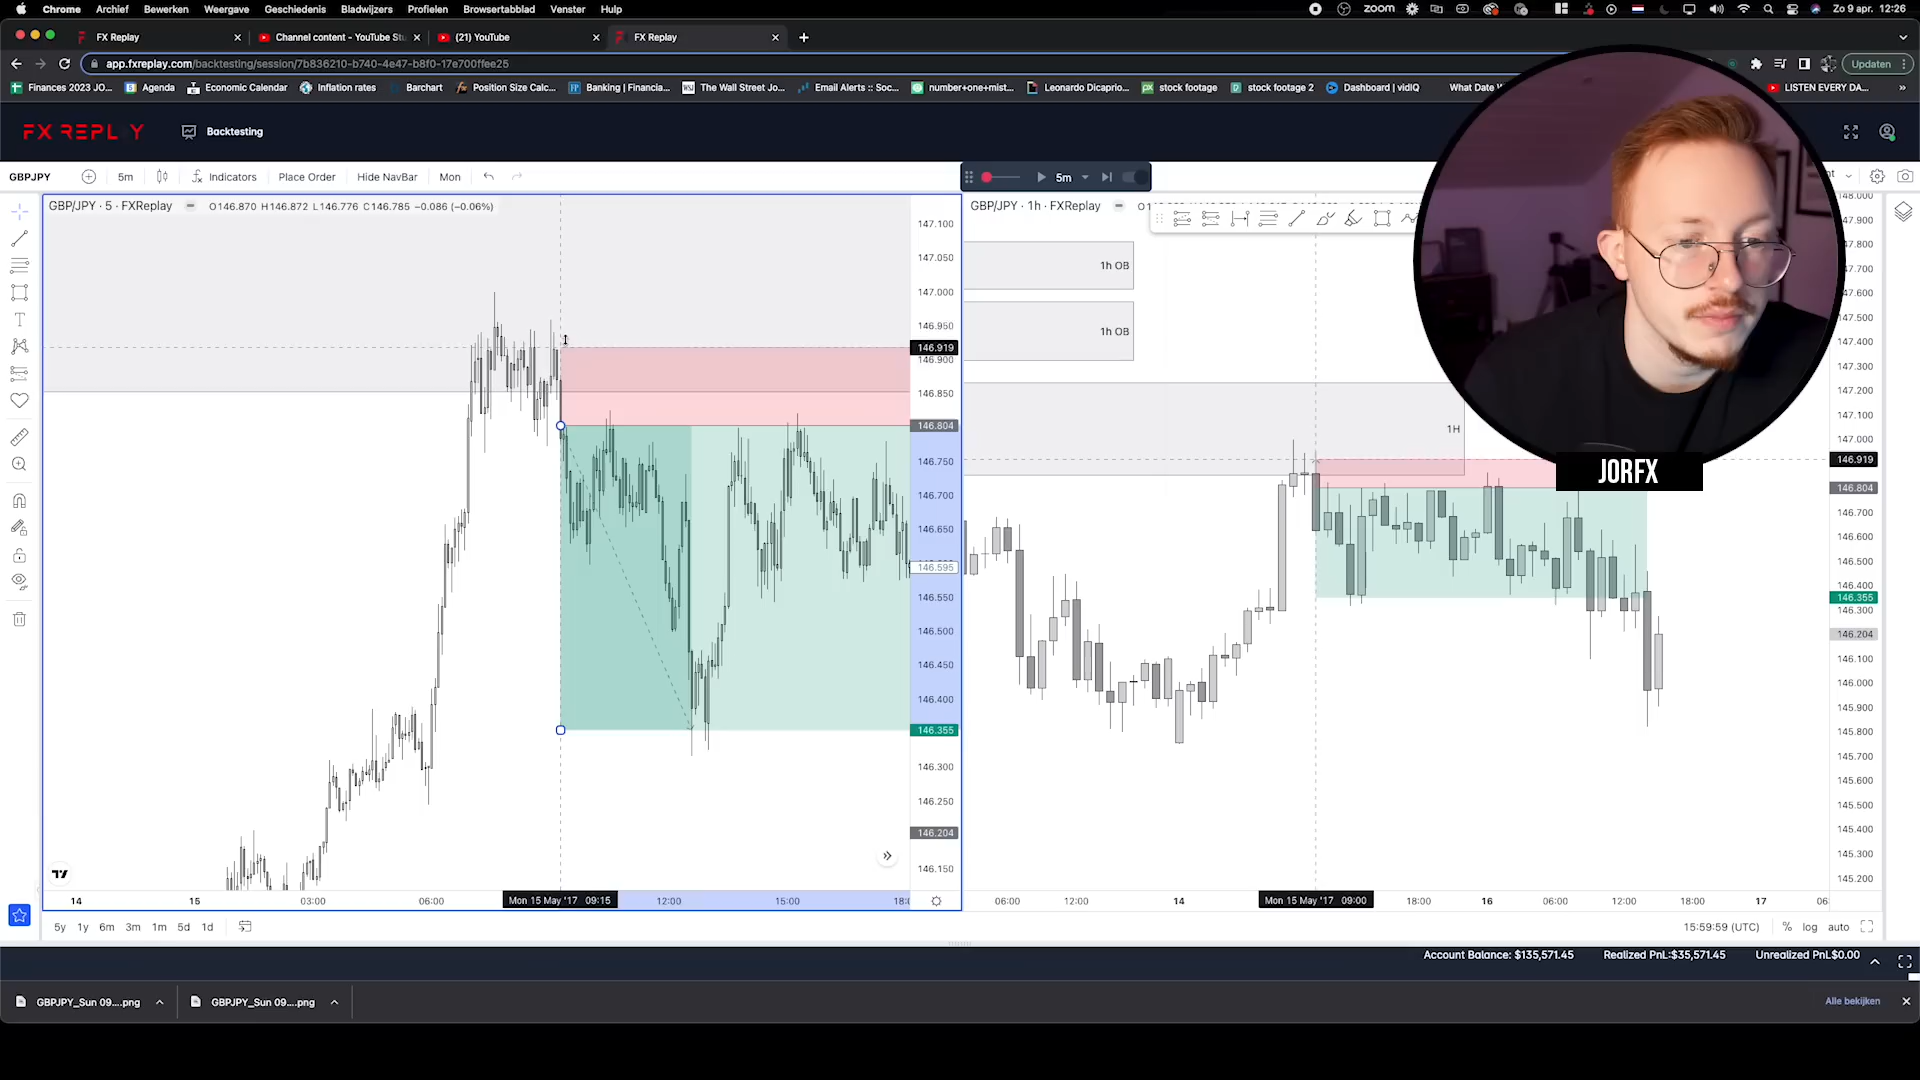 Chrome Archief Bewerken Weergave Geschiedenis Bladwijzers Profielen Browsertabblad Venster Hulp
zoom Zo 9 apr. 12:26
FX Replay
Channel content - YouTube Stu
(21) YouTube
FX Replay
app.fxreplay.com/backtesting/session/7b836210-b740-4e47-b8f0-17e700ffee25
Updaten
Finances 2023 JO... Agenda Economic Calendar Inflation rates Barchart Position Size Calc... Banking | Financia... The Wall Street Jo... Email Alerts :: Soc... number+one+mist... Leonardo Dicaprio... stock footage stock footage 2 Dashboard | vidIQ What Date LISTEN EVERY DA... »
FX REPLAY
Backtesting
GBPJPY 5m Indicators Place Order Hide NavBar Mon
5m
GBP/JPY · 5 · FXReplay O146.870 H146.872 L146.776 C146.785 −0.086 (−0.06%)
147.100
147.050
147.000
146.950
146.919
146.900
146.850
146.804
146.750
146.700
146.650
146.595
146.550
146.500
146.450
146.400
146.355
146.300
146.250
146.204
146.150
14 15 03:00 06:00 Mon 15 May '17 09:15 12:00 15:00 18:0
GBP/JPY · 1h · FXReplay
1h OB
1h OB
1H
148.000
147.900
147.800
147.700
147.600
147.500
147.400
147.300
147.200
147.100
147.000
146.919
146.804
146.700
146.600
146.500
146.400
146.355
146.300
146.204
146.100
146.000
145.900
145.800
145.700
145.600
145.500
145.400
145.300
145.200
06:00 12:00 14 Mon 15 May '17 09:00 18:00 16 06:00 12:00 18:00 17 06
JORFX
5y 1y 6m 3m 1m 5d 1d
15:59:59 (UTC) % log auto
Account Balance: $135,571.45 Realized PnL:$35,571.45 Unrealized PnL$0.00
GBPJPY_Sun 09....png
GBPJPY_Sun 09....png
Alle bekijken